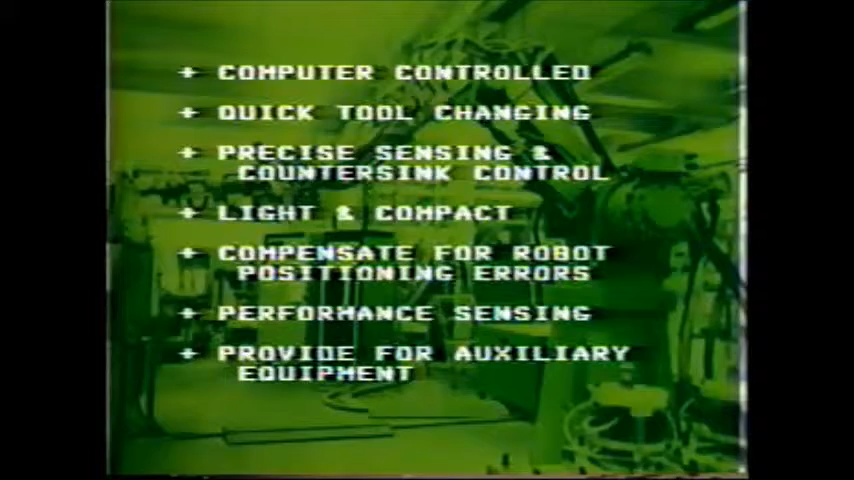 + COMPUTER CONTROLLED
+ QUICK TOOL CHANGING
+ PRECISE SENSING &
COUNTERSINK CONTROL
+ LIGHT & COMPACT
+ COMPENSATE FOR ROBOT
POSITIONING ERRORS
+ PERFORMANCE SENSING
+ PROVIDE FOR AUXILIARY
EQUIPMENT